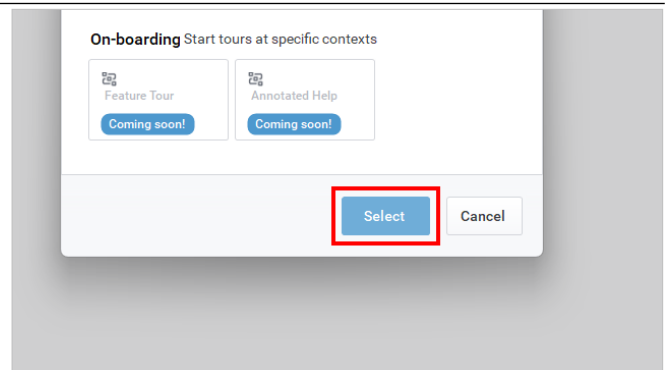 On-boarding Start tours at specific contexts
Feature Tour Annotated Help
Coming soon! Coming soon!
Select Cancel